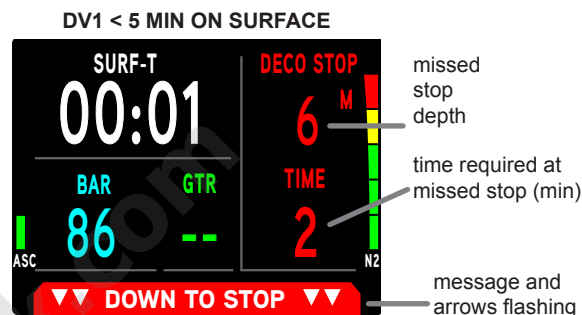 DV1 < 5 MIN ON SURFACE
SURF-T
00:01
DECO STOP
6 M
BAR
86
GTR
--
TIME
2
ASC
N2
DOWN TO STOP
missed
stop
depth
time required at
missed stop (min)
message and
arrows flashing